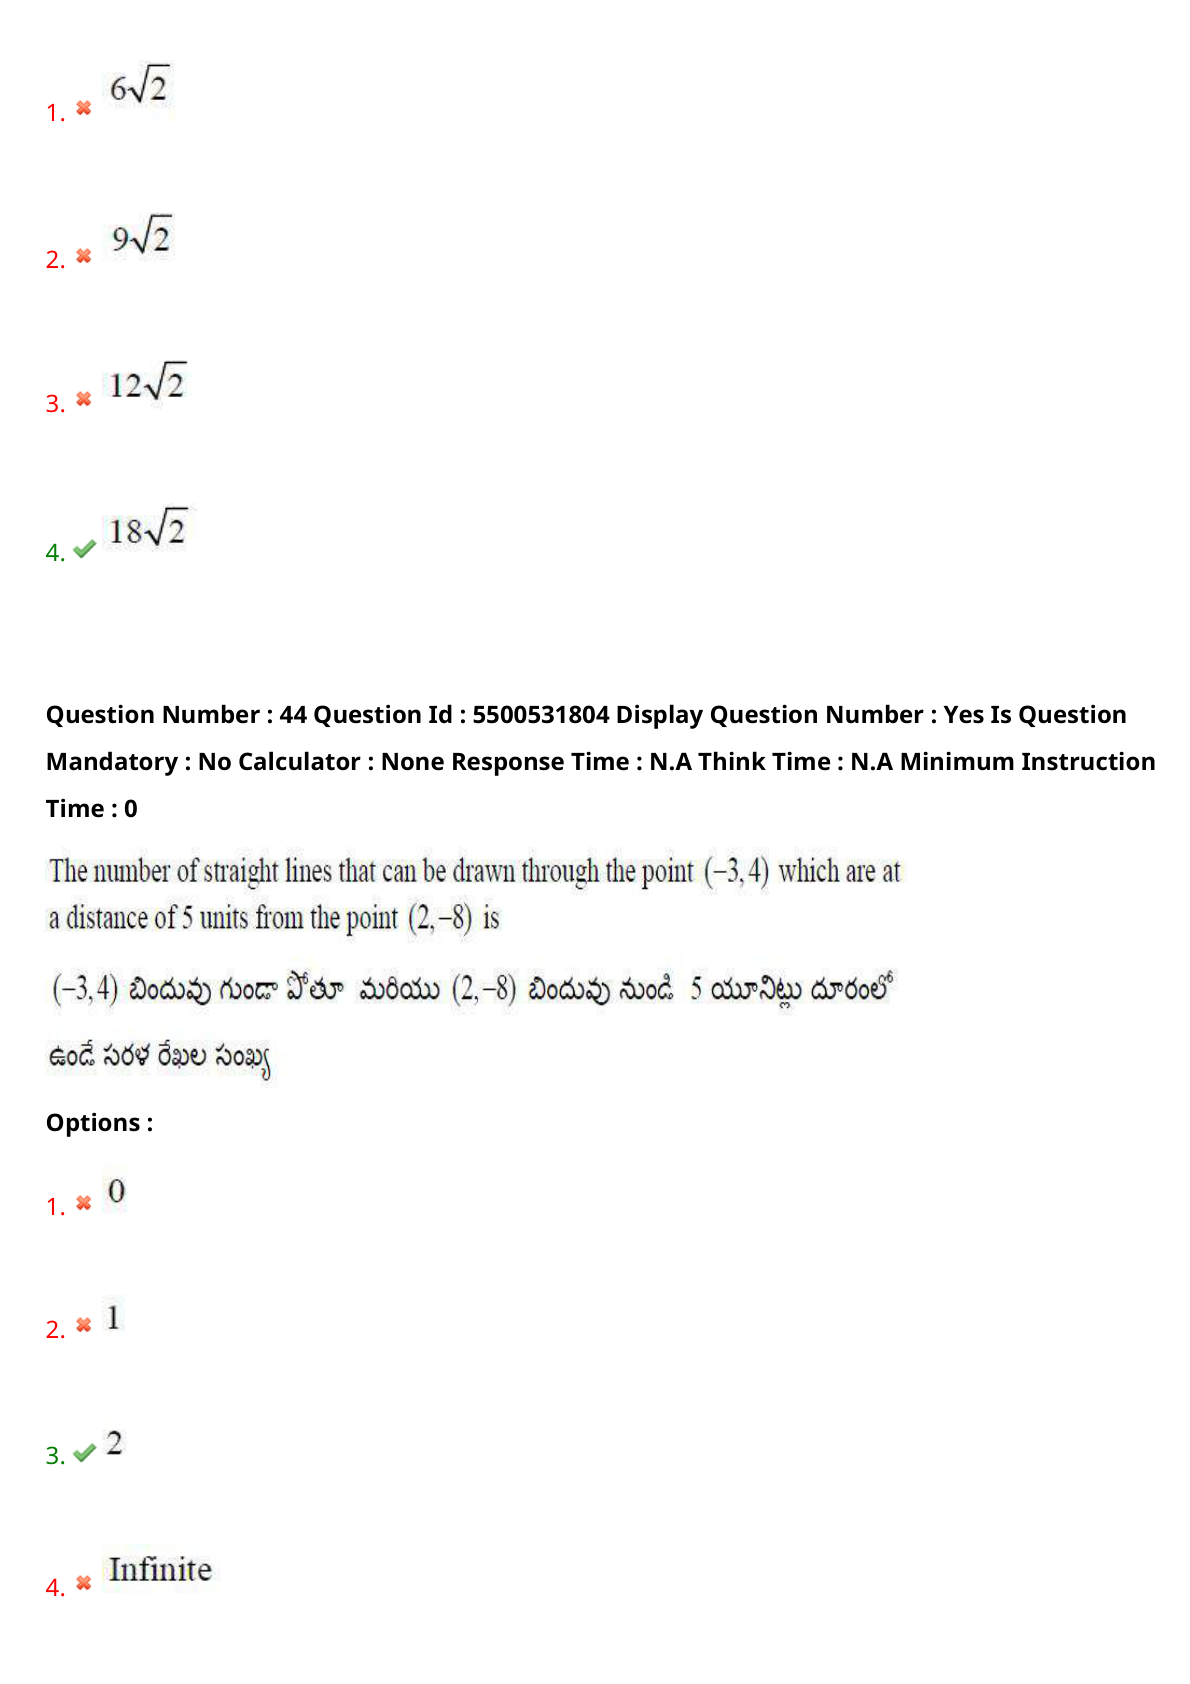 1. 6√2
2. 9√2
3. 12√2
4. 18√2
Question Number : 44 Question Id : 5500531804 Display Question Number : Yes Is Question
Mandatory : No Calculator : None Response Time : N.A Think Time : N.A Minimum Instruction
Time : 0
The number of straight lines that can be drawn through the point (−3, 4) which are at
a distance of 5 units from the point (2, −8) is
(−3, 4) బిందువు గుండా పోతూ మరియు (2, −8) బిందువు నుండి 5 యూనిట్లు దూరంలో
ఉండే సరళ రేఖల సంఖ్య
Options :
1. 0
2. 1
3. 2
4. Infinite